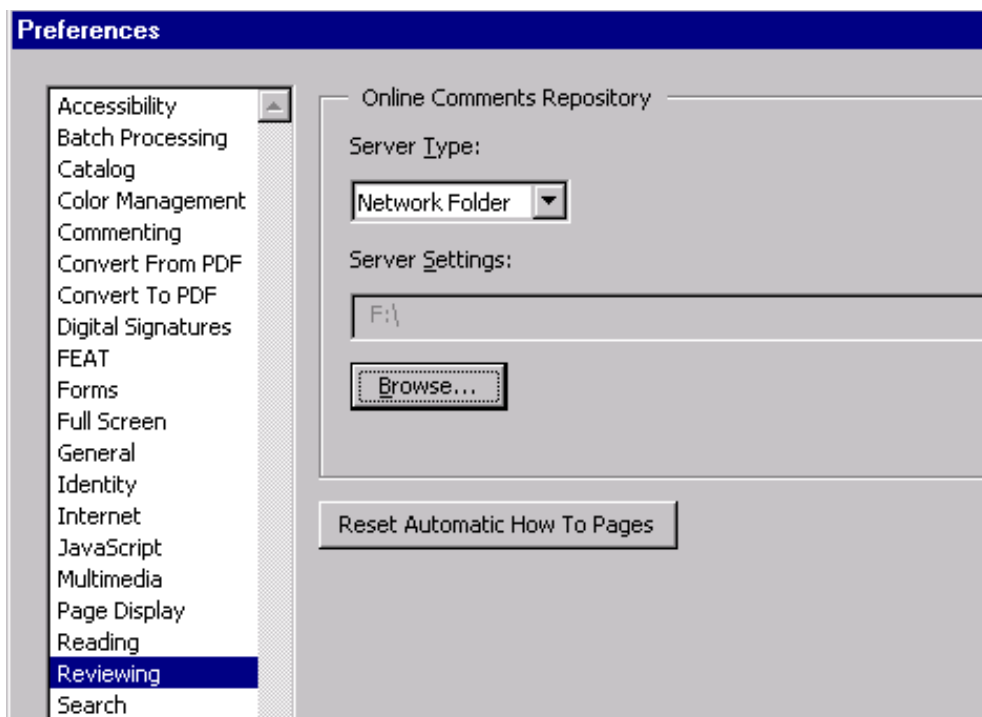 Preferences
Accessibility
Batch Processing
Catalog
Color Management
Commenting
Convert From PDF
Convert To PDF
Digital Signatures
FEAT
Forms
Full Screen
General
Identity
Internet
JavaScript
Multimedia
Page Display
Reading
Reviewing
Search
Online Comments Repository
Server Type:
Network Folder
Server Settings:
F:\
Browse...
Reset Automatic How To Pages